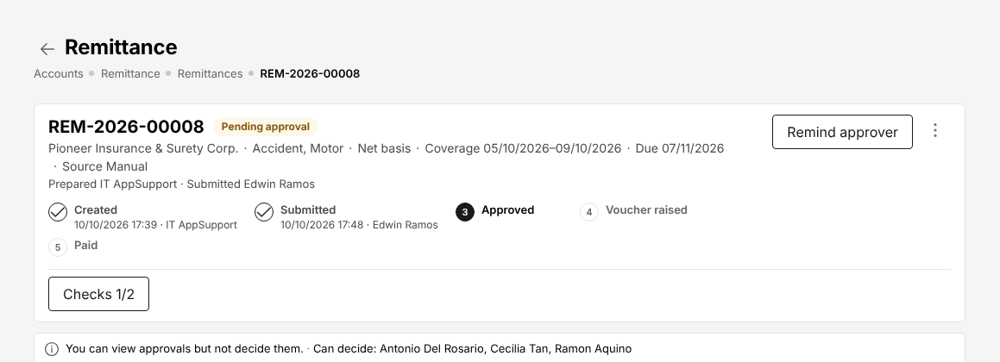 Remittance
Accounts Remittance Remittances REM-2026-00008
REM-2026-00008 Pending approval
Remind approver
Pioneer Insurance & Surety Corp. · Accident, Motor · Net basis · Coverage 05/10/2026–09/10/2026 · Due 07/11/2026
· Source Manual
Prepared IT AppSupport · Submitted Edwin Ramos
Created Submitted 3 Approved 4 Voucher raised
10/10/2026 17:39 · IT AppSupport 10/10/2026 17:48 · Edwin Ramos
5 Paid
Checks 1/2
You can view approvals but not decide them. · Can decide: Antonio Del Rosario, Cecilia Tan, Ramon Aquino